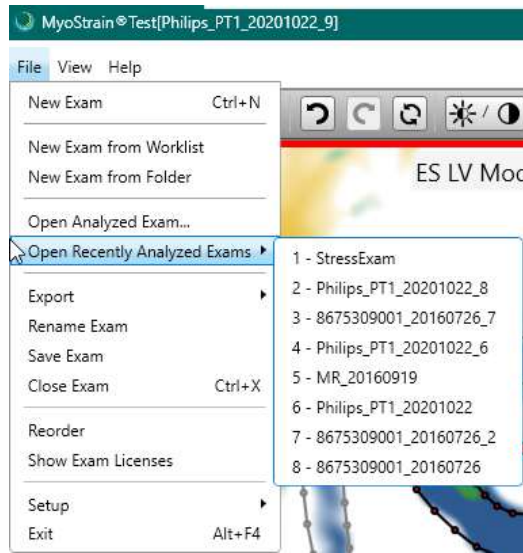 MyoStrain®Test[Philips_PT1_20201022_9]
File View Help
New Exam Ctrl+N
New Exam from Worklist
New Exam from Folder
Open Analyzed Exam...
Open Recently Analyzed Exams
Export
Rename Exam
Save Exam
Close Exam Ctrl+X
Reorder
Show Exam Licenses
Setup
Exit Alt+F4
ES LV
1 - StressExam
2 - Philips_PT1_20201022_8
3 - 8675309001_20160726_7
4 - Philips_PT1_20201022_6
5 - MR_20160919
6 - Philips_PT1_20201022
7 - 8675309001_20160726_2
8 - 8675309001_20160726